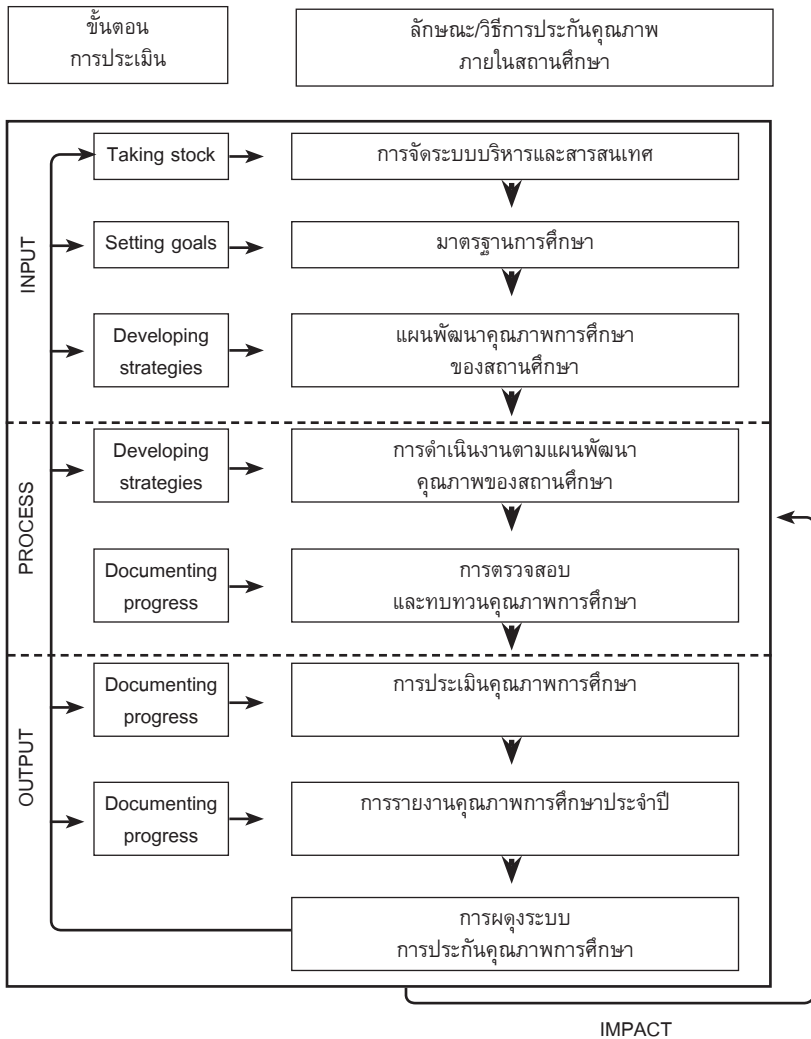 ขั้นตอน
การประเมิน
ลักษณะ/วิธีการประกันคุณภาพ
ภายในสถานศึกษา
INPUT
Taking stock
การจัดระบบบริหารและสารสนเทศ
Setting goals
มาตรฐานการศึกษา
Developing
strategies
แผนพัฒนาคุณภาพการศึกษา
ของสถานศึกษา
PROCESS
Developing
strategies
การดำเนินงานตามแผนพัฒนา
คุณภาพของสถานศึกษา
Documenting
progress
การตรวจสอบ
และทบทวนคุณภาพการศึกษา
OUTPUT
Documenting
progress
การประเมินคุณภาพการศึกษา
Documenting
progress
การรายงานคุณภาพการศึกษาประจำปี
การผดุงระบบ
การประกันคุณภาพการศึกษา
IMPACT